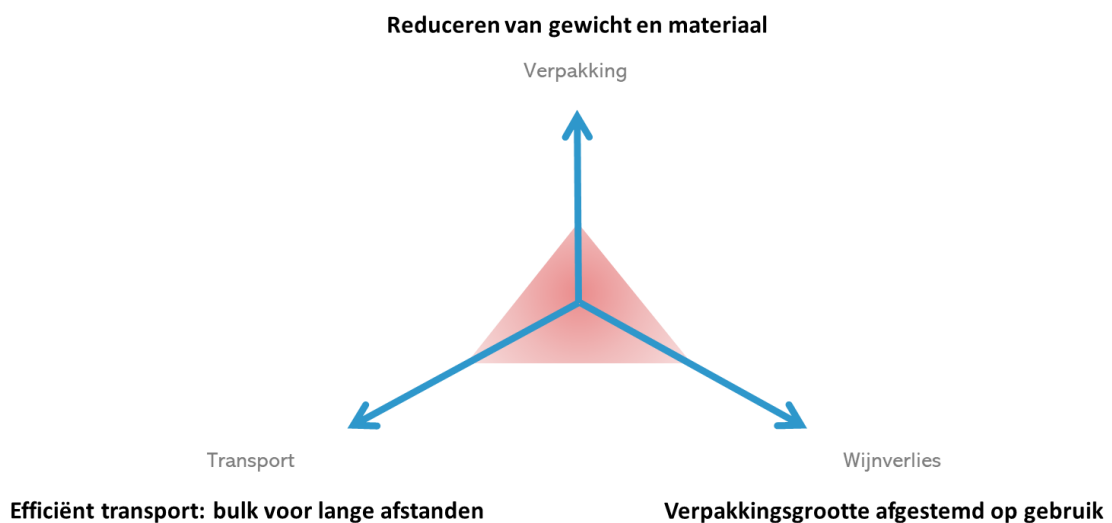 Reduceren van gewicht en materiaal
Verpakking
Transport
Wijnverlies
Efficiënt transport: bulk voor lange afstanden
Verpakkingsgrootte afgestemd op gebruik